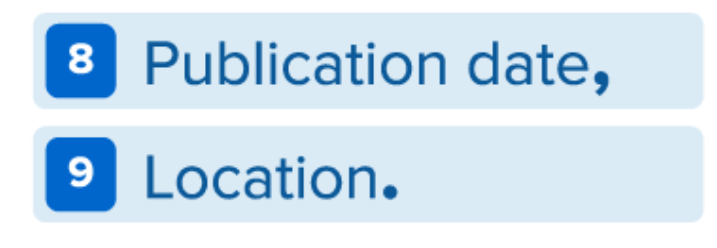 8 Publication date,
9 Location.